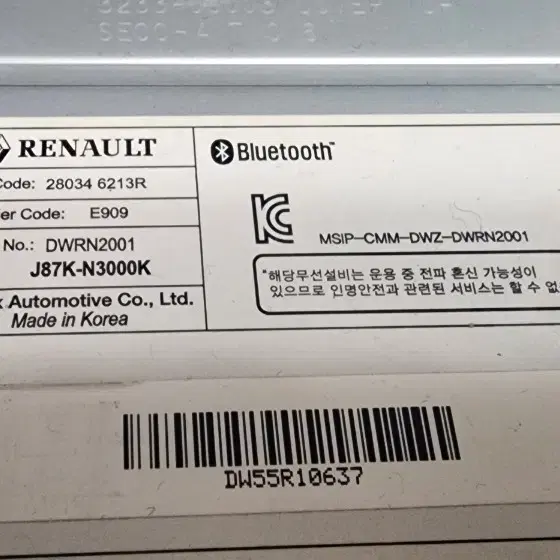 RENAULT
Code: 28034 6213R
er Code: E909
No.: DWRN2001
J87K-N3000K
Automotive Co., Ltd.
Made in Korea
Bluetooth™
MSIP-CMM-DWZ-DWRN2001
"해당무선설비는 운용 중 전파 혼신 가능성이
있으므로 인명안전과 관련된 서비스는 할 수 없
DW55R10637